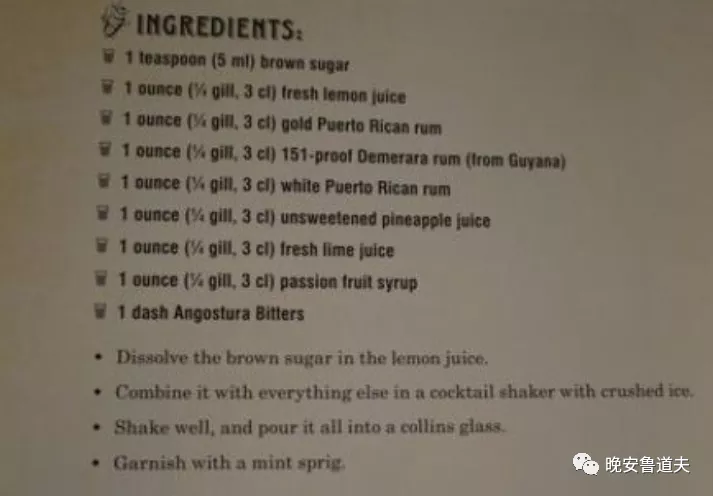 INGREDIENTS:
1 teaspoon (5 ml) brown sugar
1 ounce (¼ gill, 3 cl) fresh lemon juice
1 ounce (¼ gill, 3 cl) gold Puerto Rican rum
1 ounce (¼ gill, 3 cl) 151-proof Demerara rum (from Guyana)
1 ounce (¼ gill, 3 cl) white Puerto Rican rum
1 ounce (¼ gill, 3 cl) unsweetened pineapple juice
1 ounce (¼ gill, 3 cl) fresh lime juice
1 ounce (¼ gill, 3 cl) passion fruit syrup
1 dash Angostura Bitters
• Dissolve the brown sugar in the lemon juice.
• Combine it with everything else in a cocktail shaker with crushed ice.
• Shake well, and pour it all into a collins glass.
• Garnish with a mint sprig.
晚安鲁道夫